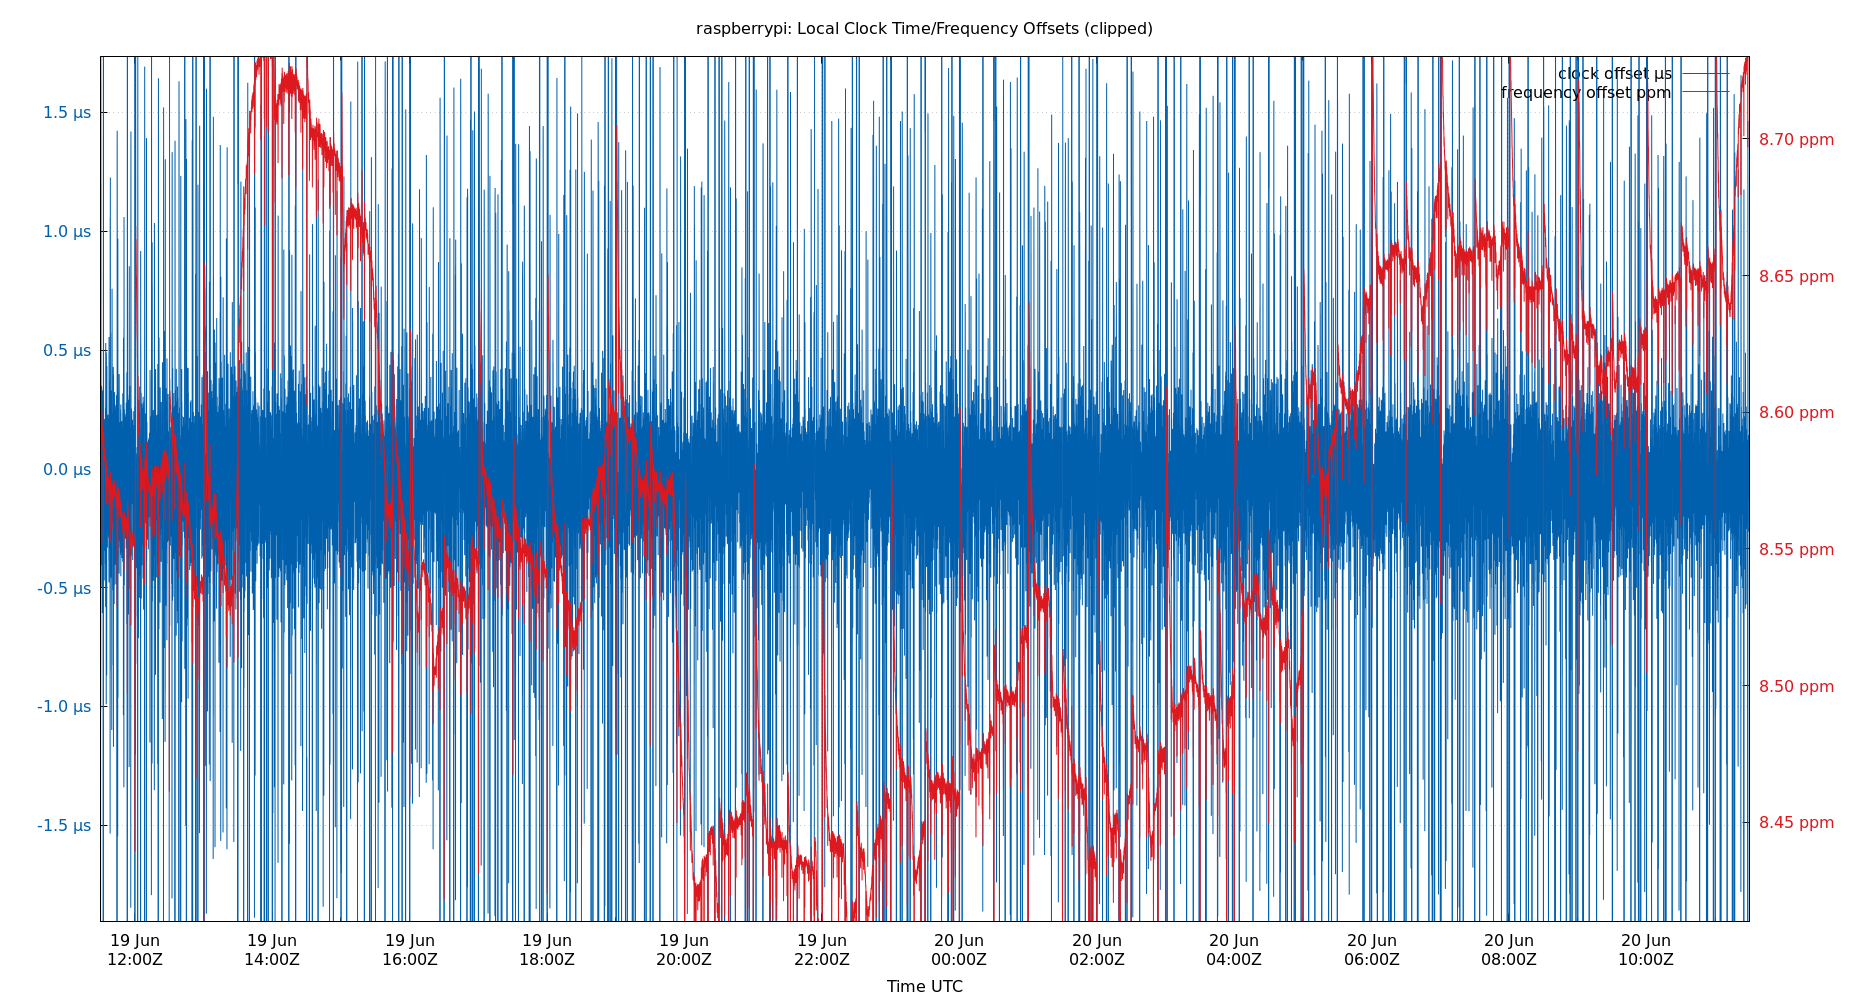 raspberrypi: Local Clock Time/Frequency Offsets (clipped)
clock offset µs
frequency offset ppm
1.5 µs
1.0 µs
0.5 µs
0.0 µs
-0.5 µs
-1.0 µs
-1.5 µs
8.70 ppm
8.65 ppm
8.60 ppm
8.55 ppm
8.50 ppm
8.45 ppm
19 Jun 19 Jun 19 Jun 19 Jun 19 Jun 19 Jun 20 Jun 20 Jun 20 Jun 20 Jun 20 Jun 20 Jun
12:00Z 14:00Z 16:00Z 18:00Z 20:00Z 22:00Z 00:00Z 02:00Z 04:00Z 06:00Z 08:00Z 10:00Z
Time UTC